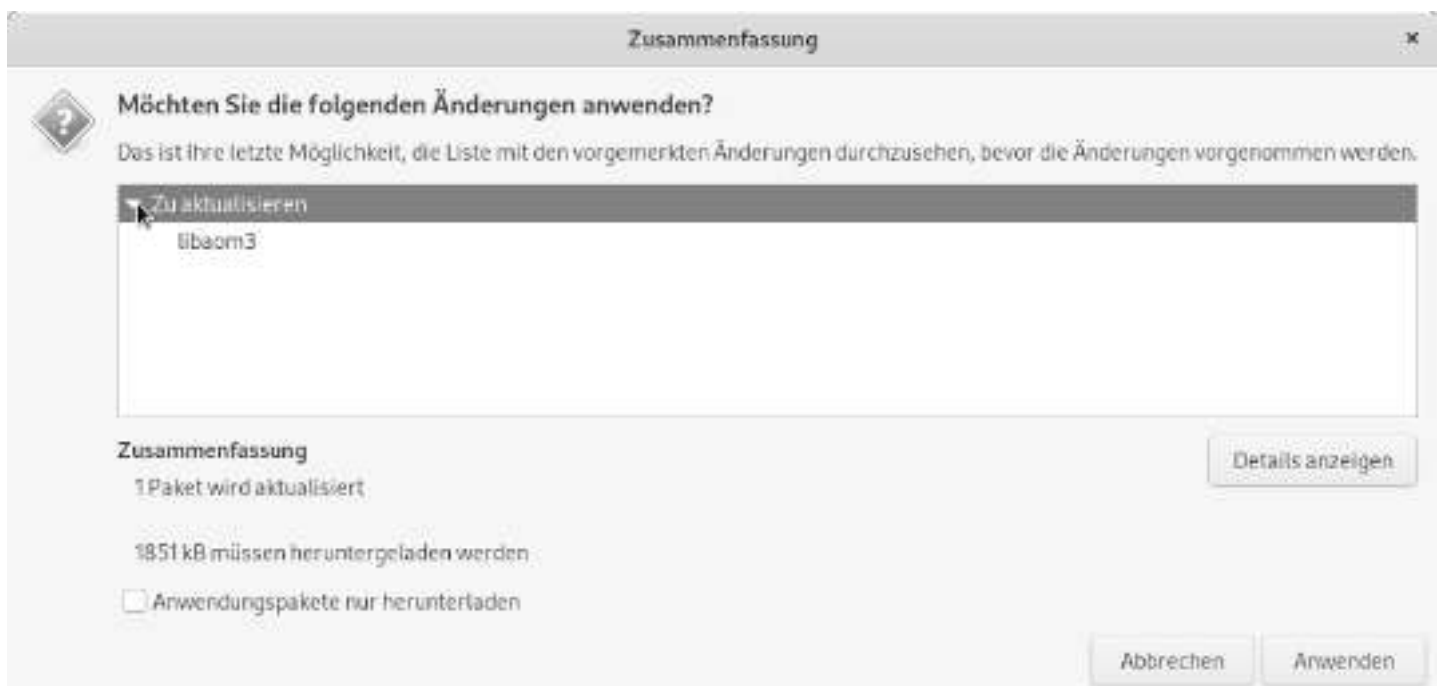 Zusammenfassung
Möchten Sie die folgenden Änderungen anwenden?
Das ist Ihre letzte Möglichkeit, die Liste mit den vorgemerkten Änderungen durchzusehen, bevor die Änderungen vorgenommen werden.
Zu aktualisieren
libaom3
Zusammenfassung
Details anzeigen
1 Paket wird aktualisiert
1851 kB müssen heruntergeladen werden
Anwendungspakete nur herunterladen
Abbrechen Anwenden